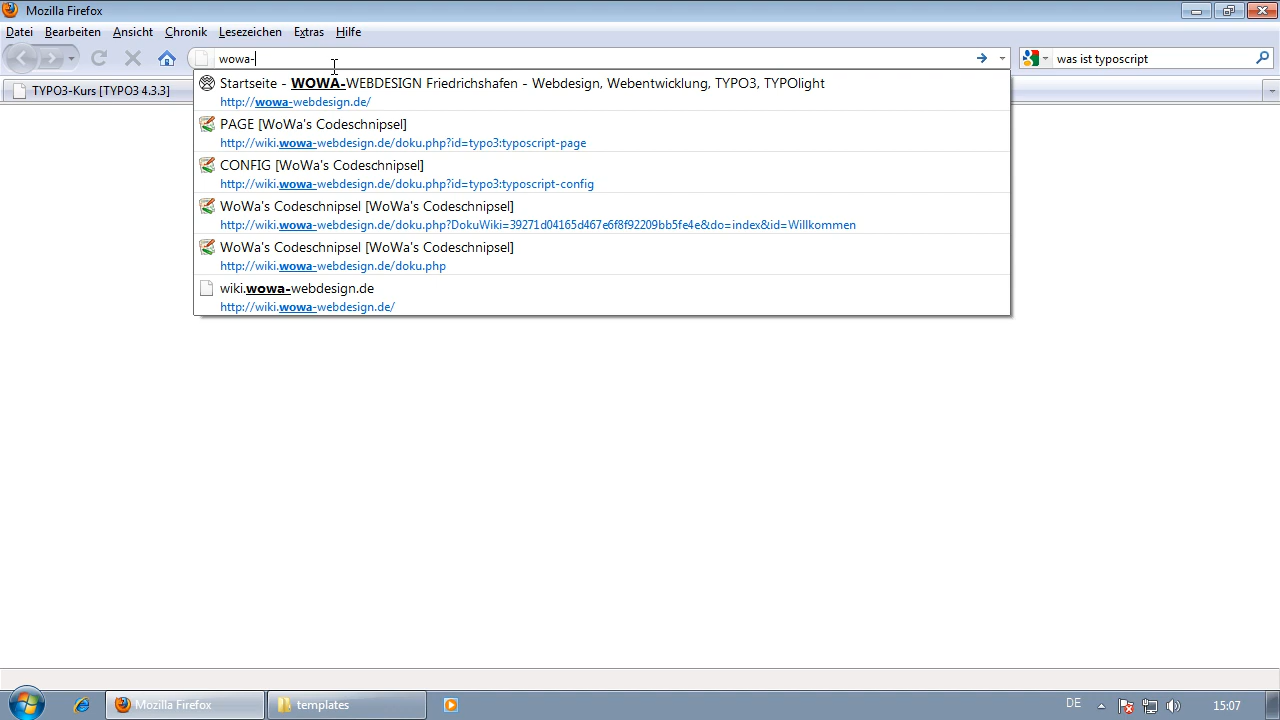 Mozilla Firefox
Datei Bearbeiten Ansicht Chronik Lesezeichen Extras Hilfe
wowa-
was ist typoscript
TYPO3-Kurs [TYPO3 4.3.3]
Startseite - WOWA-WEBDESIGN Friedrichshafen - Webdesign, Webentwicklung, TYPO3, TYPOlight
http://wowa-webdesign.de/
PAGE [WoWa's Codeschnipsel]
http://wiki.wowa-webdesign.de/doku.php?id=typo3:typoscript-page
CONFIG [WoWa's Codeschnipsel]
http://wiki.wowa-webdesign.de/doku.php?id=typo3:typoscript-config
WoWa's Codeschnipsel [WoWa's Codeschnipsel]
http://wiki.wowa-webdesign.de/doku.php?DokuWiki=39271d04165d467e6f8f92209bb5fe4e&do=index&id=Willkommen
WoWa's Codeschnipsel [WoWa's Codeschnipsel]
http://wiki.wowa-webdesign.de/doku.php
wiki.wowa-webdesign.de
http://wiki.wowa-webdesign.de/
Mozilla Firefox
templates
DE
15:07